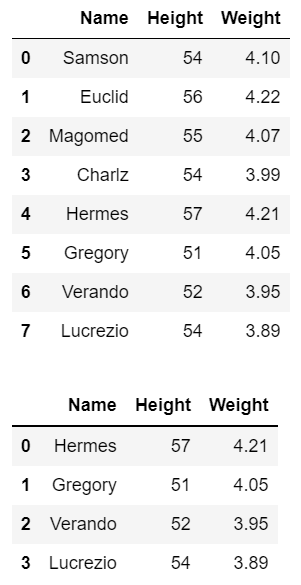 Name Height Weight
0 Samson 54 4.10
1 Euclid 56 4.22
2 Magomed 55 4.07
3 Charlz 54 3.99
4 Hermes 57 4.21
5 Gregory 51 4.05
6 Verando 52 3.95
7 Lucrezio 54 3.89
Name Height Weight
0 Hermes 57 4.21
1 Gregory 51 4.05
2 Verando 52 3.95
3 Lucrezio 54 3.89